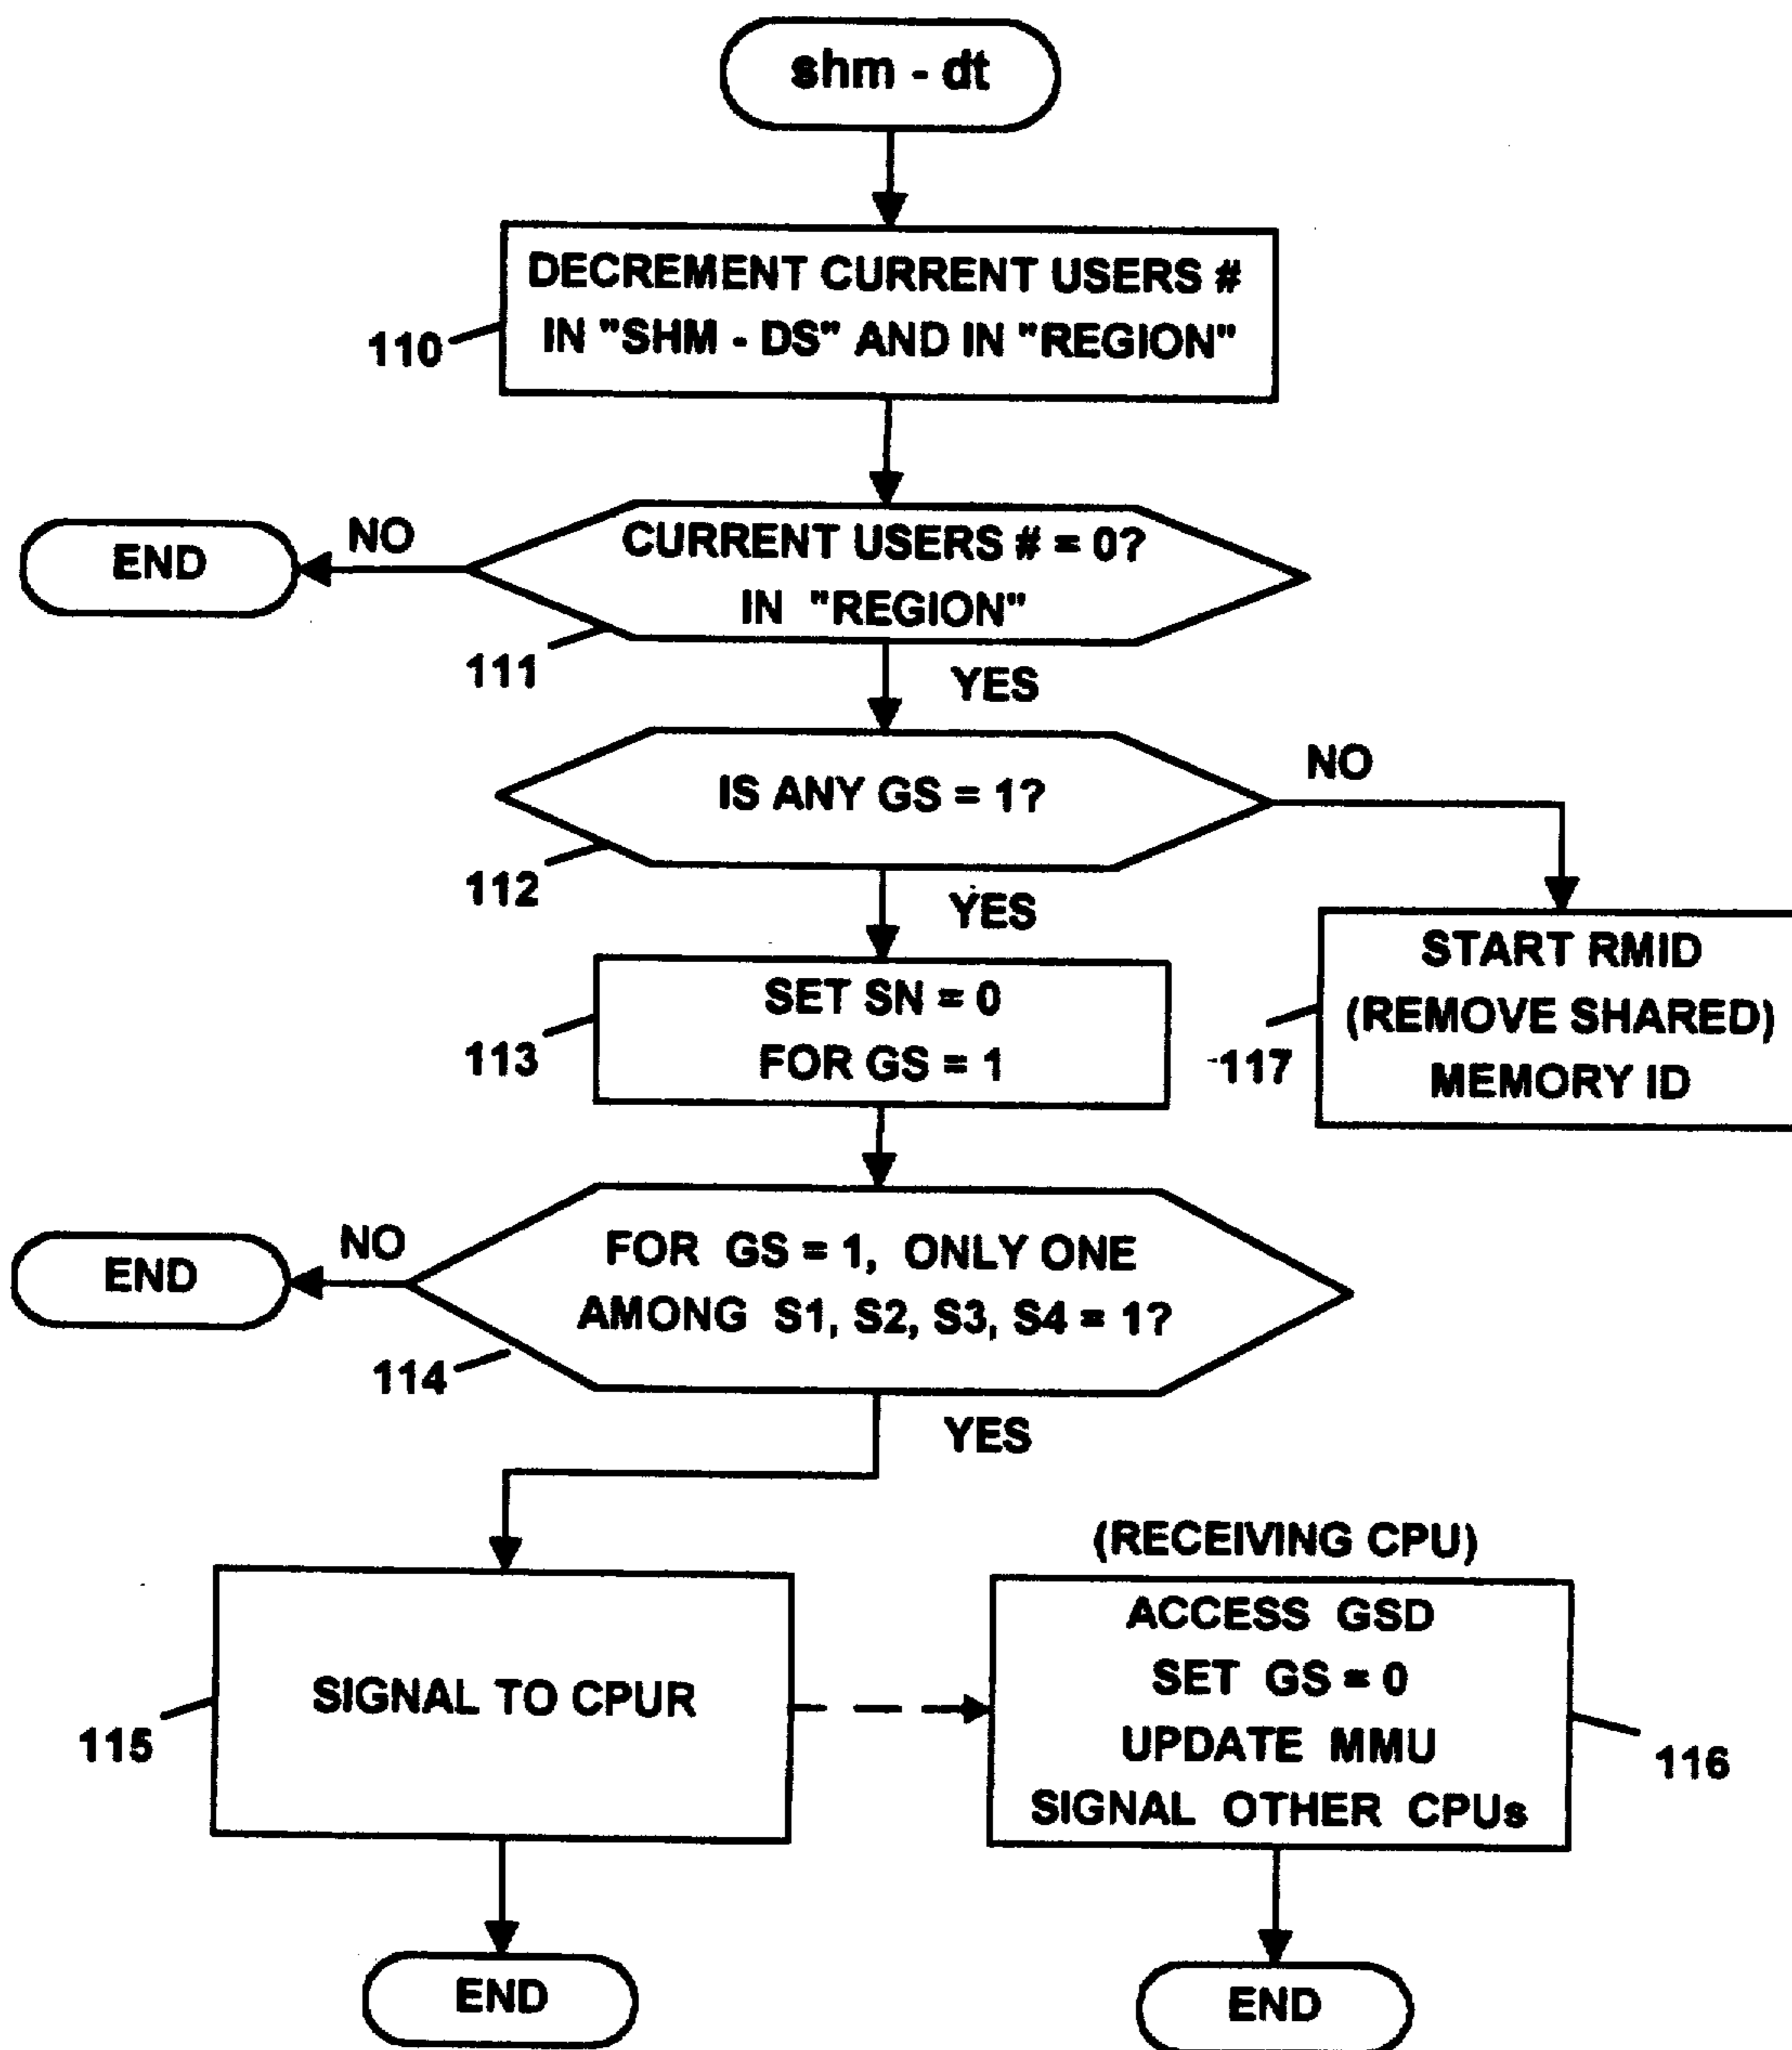 shm - dt
DECREMENT CURRENT USERS #
IN "SHM - DS" AND IN "REGION"
110
END
NO
CURRENT USERS # = 0?
IN "REGION"
111
YES
IS ANY GS = 1?
NO
112
YES
SET SN = 0
FOR GS = 1
113
START RMID
(REMOVE SHARED)
MEMORY ID
117
END
NO
FOR GS = 1, ONLY ONE
AMONG S1, S2, S3, S4 = 1?
114
YES
SIGNAL TO CPUR
115
(RECEIVING CPU)
ACCESS GSD
SET GS = 0
UPDATE MMU
SIGNAL OTHER CPUs
116
END
END